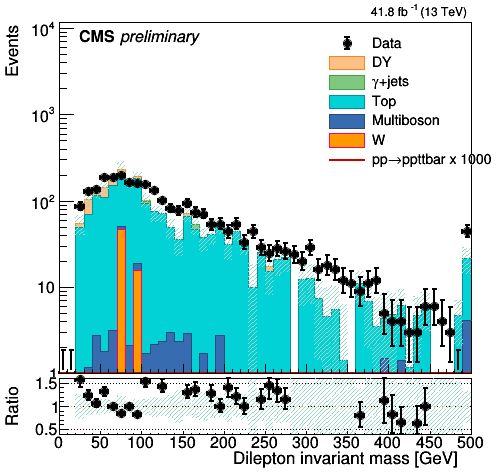 41.8 fb⁻¹ (13 TeV)
CMS preliminary
Events
10⁴
10³
10²
10
1
Data
DY
γ+jets
Top
Multiboson
W
pp→ppttbar x 1000
Ratio
1.5
1
0.5
0 50 100 150 200 250 300 350 400 450 500
Dilepton invariant mass [GeV]